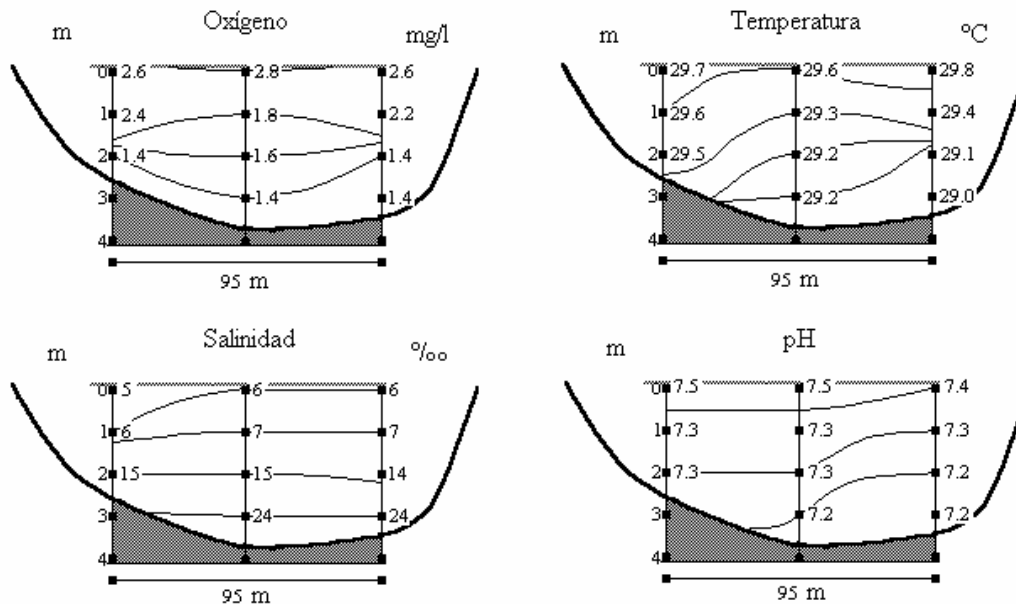 m Oxígeno mg/l
0 2.6 2.8 2.6
1 2.4 1.8 2.2
2 1.4 1.6 1.4
3 1.4 1.4
4
95 m
m Temperatura ºC
0 29.7 29.6 29.8
1 29.6 29.3 29.4
2 29.5 29.2 29.1
3 29.2 29.0
4
95 m
m Salinidad º/oo
0 5 6 6
1 6 7 7
2 15 15 14
3 24 24
4
95 m
m pH
0 7.5 7.5 7.4
1 7.3 7.3 7.3
2 7.3 7.3 7.2
3 7.2 7.2
4
95 m